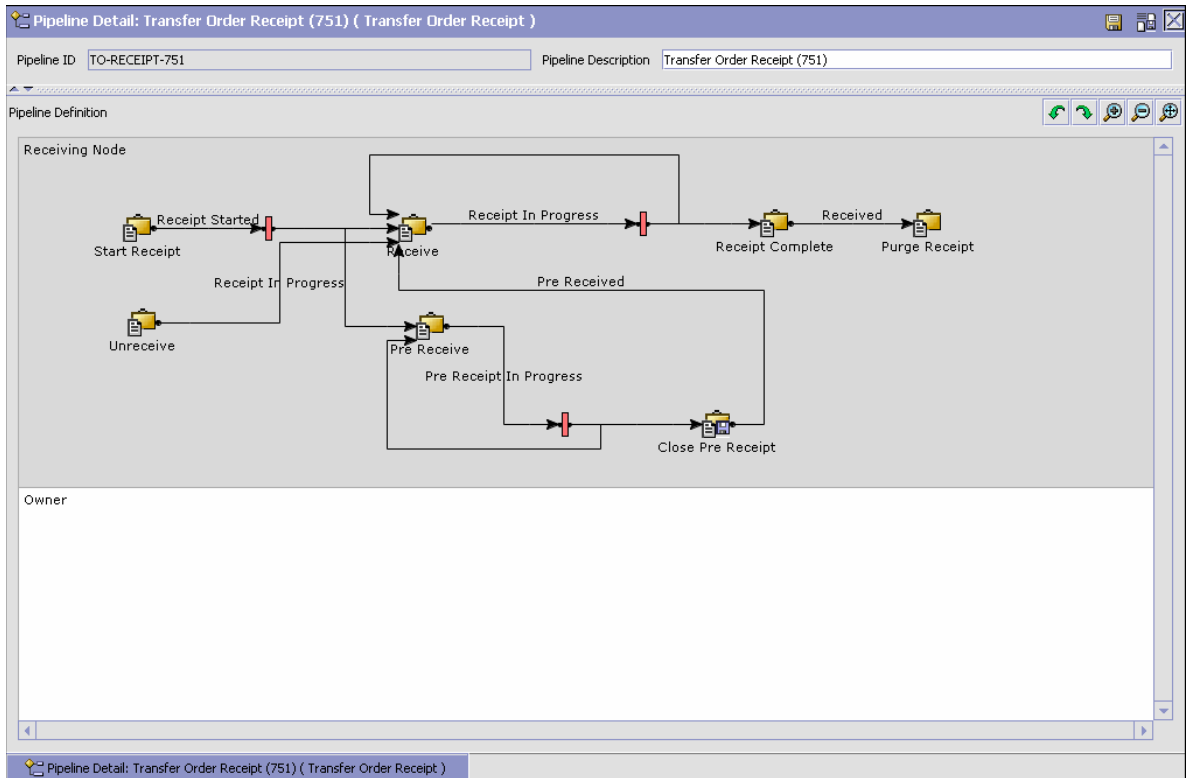 Pipeline Detail: Transfer Order Receipt (751) ( Transfer Order Receipt )
Pipeline ID TO-RECEIPT-751 Pipeline Description Transfer Order Receipt (751)
Pipeline Definition
Receiving Node
Receipt Started Receipt In Progress Received
Start Receipt Receive Receipt Complete Purge Receipt
Receipt In Progress Pre Received
Unreceive Pre Receive
Pre Receipt In Progress
Close Pre Receipt
Owner
Pipeline Detail: Transfer Order Receipt (751) ( Transfer Order Receipt )